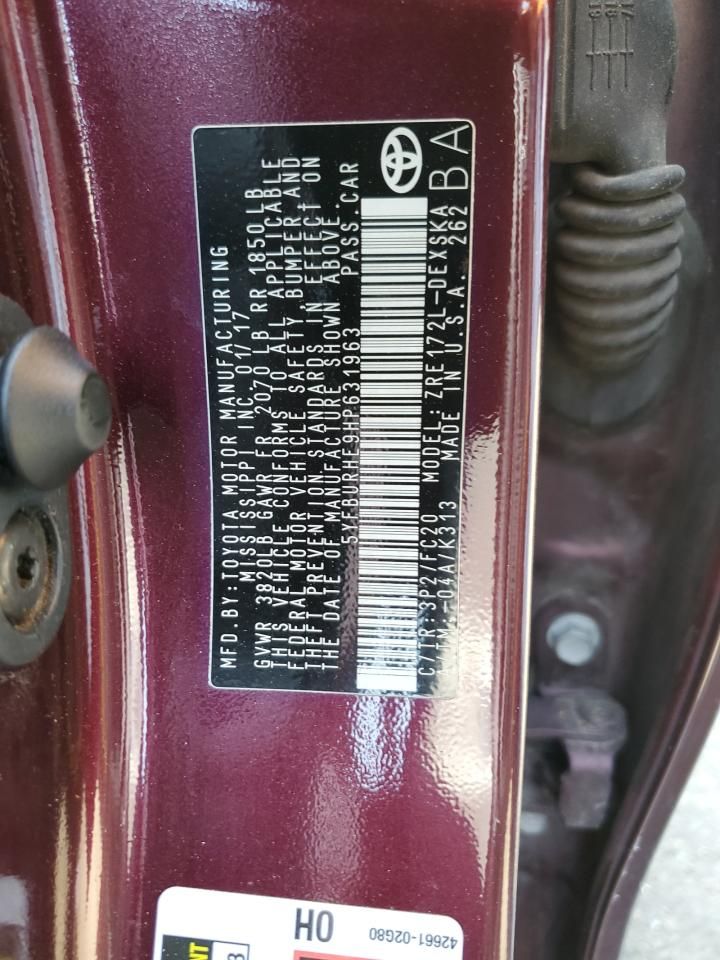 MFD.BY:TOYOTA MOTOR MANUFACTURING
MISSISSIPPI INC. 01/17
GVWR 3820LB GAWR FR 2070 LB RR 1850 LB
THIS VEHICLE CONFORMS TO ALL APPLICABLE
FEDERAL MOTOR VEHICLE SAFETY, BUMPER AND
THEFT PREVENTION STANDARDS IN EFFECT ON
THE DATE OF MANUFACTURE SHOWN ABOVE.
5YFBURHE9HP631963 PASS.CAR
C/TR:3P2/FC20 MODEL:ZRE172L-DEXSKA
A/TM:-04A/K313 MADE IN U.S.A. 262
BA
OH
42661-02G80